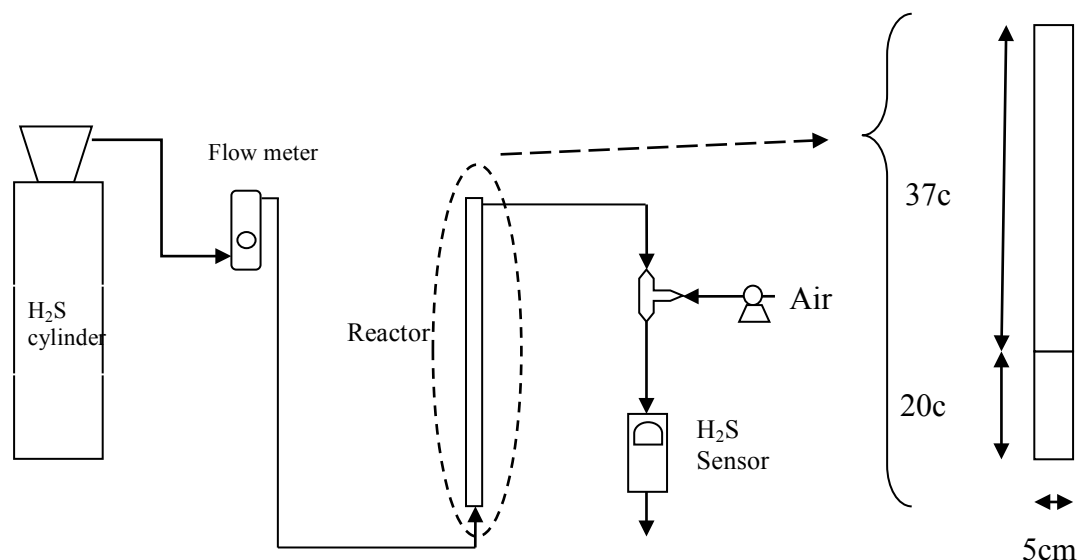 Flow meter
37c
H₂S
cylinder
Reactor
Air
20c
H₂S
Sensor
5cm